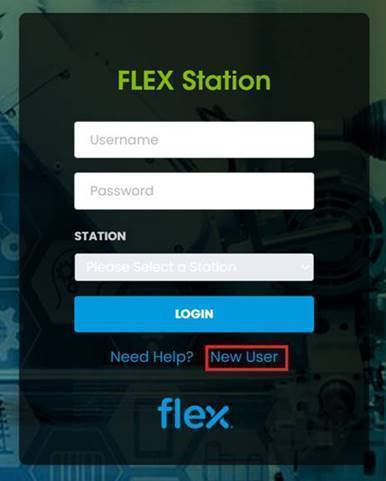 FLEX Station
Username
Password
STATION
Please Select a Station
LOGIN
Need Help? New User
flex